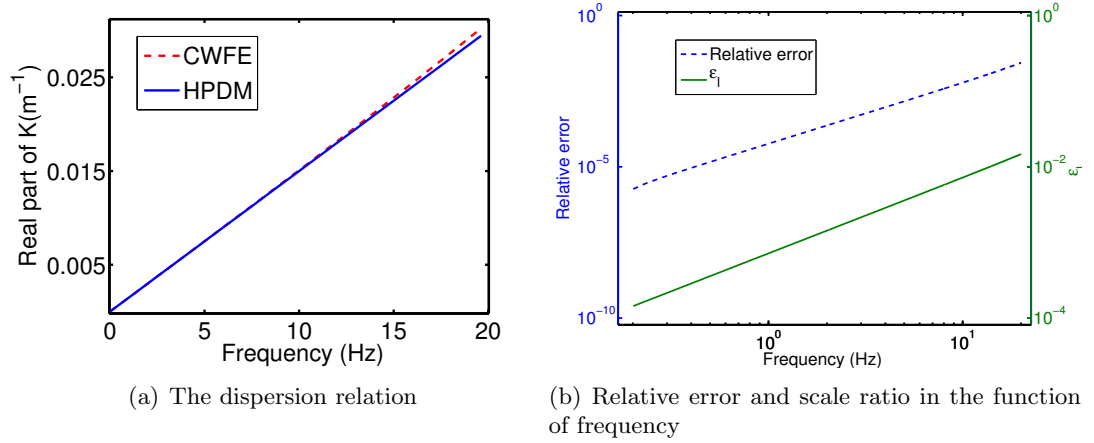 CWFE
HPDM
0.025
0.015
0.005
Real part of K(m⁻¹)
0
5
10
15
20
Frequency (Hz)
(a) The dispersion relation
10⁰
10⁻⁵
10⁻¹⁰
Relative error
Relative error
ε_l
10⁰
10⁻²
10⁻⁴
ε_l
10⁰
10¹
Frequency (Hz)
(b) Relative error and scale ratio in the function
of frequency